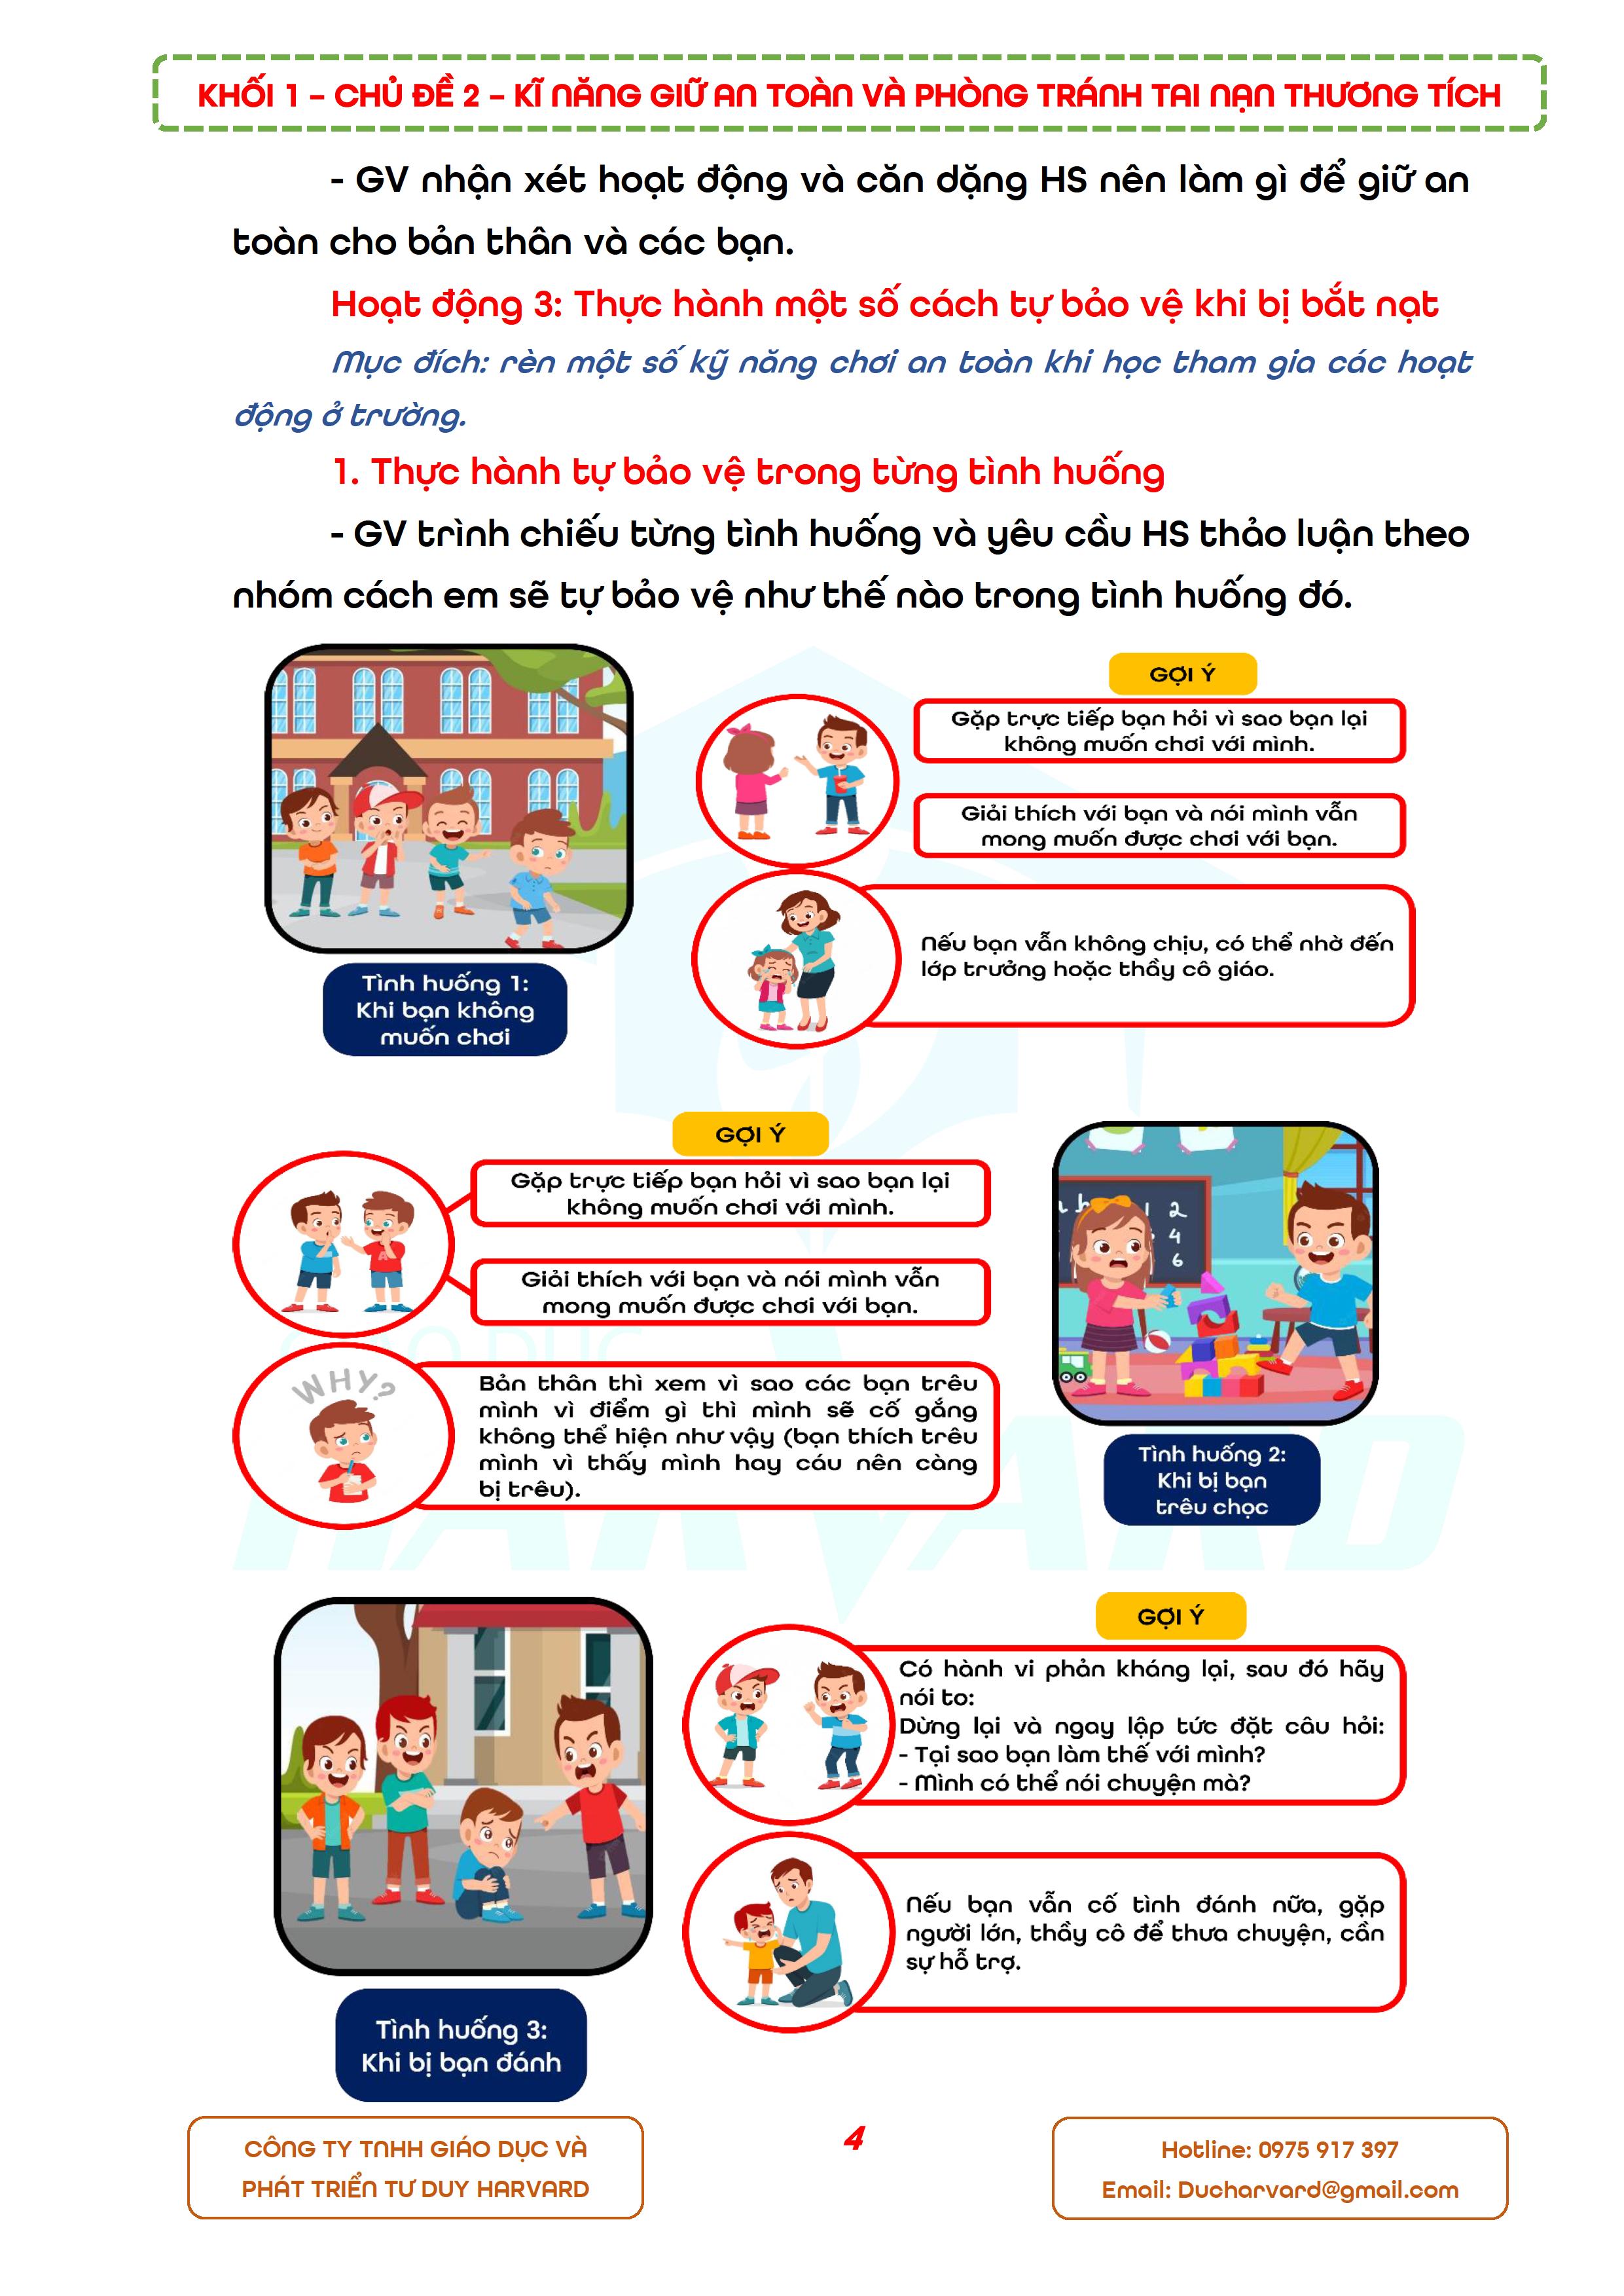 KHỐI 1 – CHỦ ĐỀ 2 – KĨ NĂNG GIỮ AN TOÀN VÀ PHÒNG TRÁNH TAI NẠN THƯƠNG TÍCH
- GV nhận xét hoạt động và căn dặng HS nên làm gì để giữ an
toàn cho bản thân và các bạn.
Hoạt động 3: Thực hành một số cách tự bảo vệ khi bị bắt nạt
Mục đích: rèn một số kỹ năng chơi an toàn khi học tham gia các hoạt
động ở trường.
1. Thực hành tự bảo vệ trong từng tình huống
- GV trình chiếu từng tình huống và yêu cầu HS thảo luận theo
nhóm cách em sẽ tự bảo vệ như thế nào trong tình huống đó.
GỢI Ý
Gặp trực tiếp bạn hỏi vì sao bạn lại
không muốn chơi với mình.
Giải thích với bạn và nói mình vẫn
mong muốn được chơi với bạn.
Nếu bạn vẫn không chịu, có thể nhờ đến
lớp trưởng hoặc thầy cô giáo.
Tình huống 1:
Khi bạn không
muốn chơi
GỢI Ý
Gặp trực tiếp bạn hỏi vì sao bạn lại
không muốn chơi với mình.
Giải thích với bạn và nói mình vẫn
mong muốn được chơi với bạn.
WHY?
Bản thân thì xem vì sao các bạn trêu
mình vì điểm gì thì mình sẽ cố gắng
không thể hiện như vậy (bạn thích trêu
mình vì thấy mình hay cáu nên càng
bị trêu).
2
4
6
Tình huống 2:
Khi bị bạn
trêu chọc
HARVARD
GỢI Ý
Có hành vi phản kháng lại, sau đó hãy
nói to:
Dừng lại và ngay lập tức đặt câu hỏi:
- Tại sao bạn làm thế với mình?
- Mình có thể nói chuyện mà?
Nếu bạn vẫn cố tình đánh nữa, gặp
người lớn, thầy cô để thưa chuyện, cần
sự hỗ trợ.
Tình huống 3:
Khi bị bạn đánh
CÔNG TY TNHH GIÁO DỤC VÀ
PHÁT TRIỂN TƯ DUY HARVARD
4
Hotline: 0975 917 397
Email: Ducharvard@gmail.com